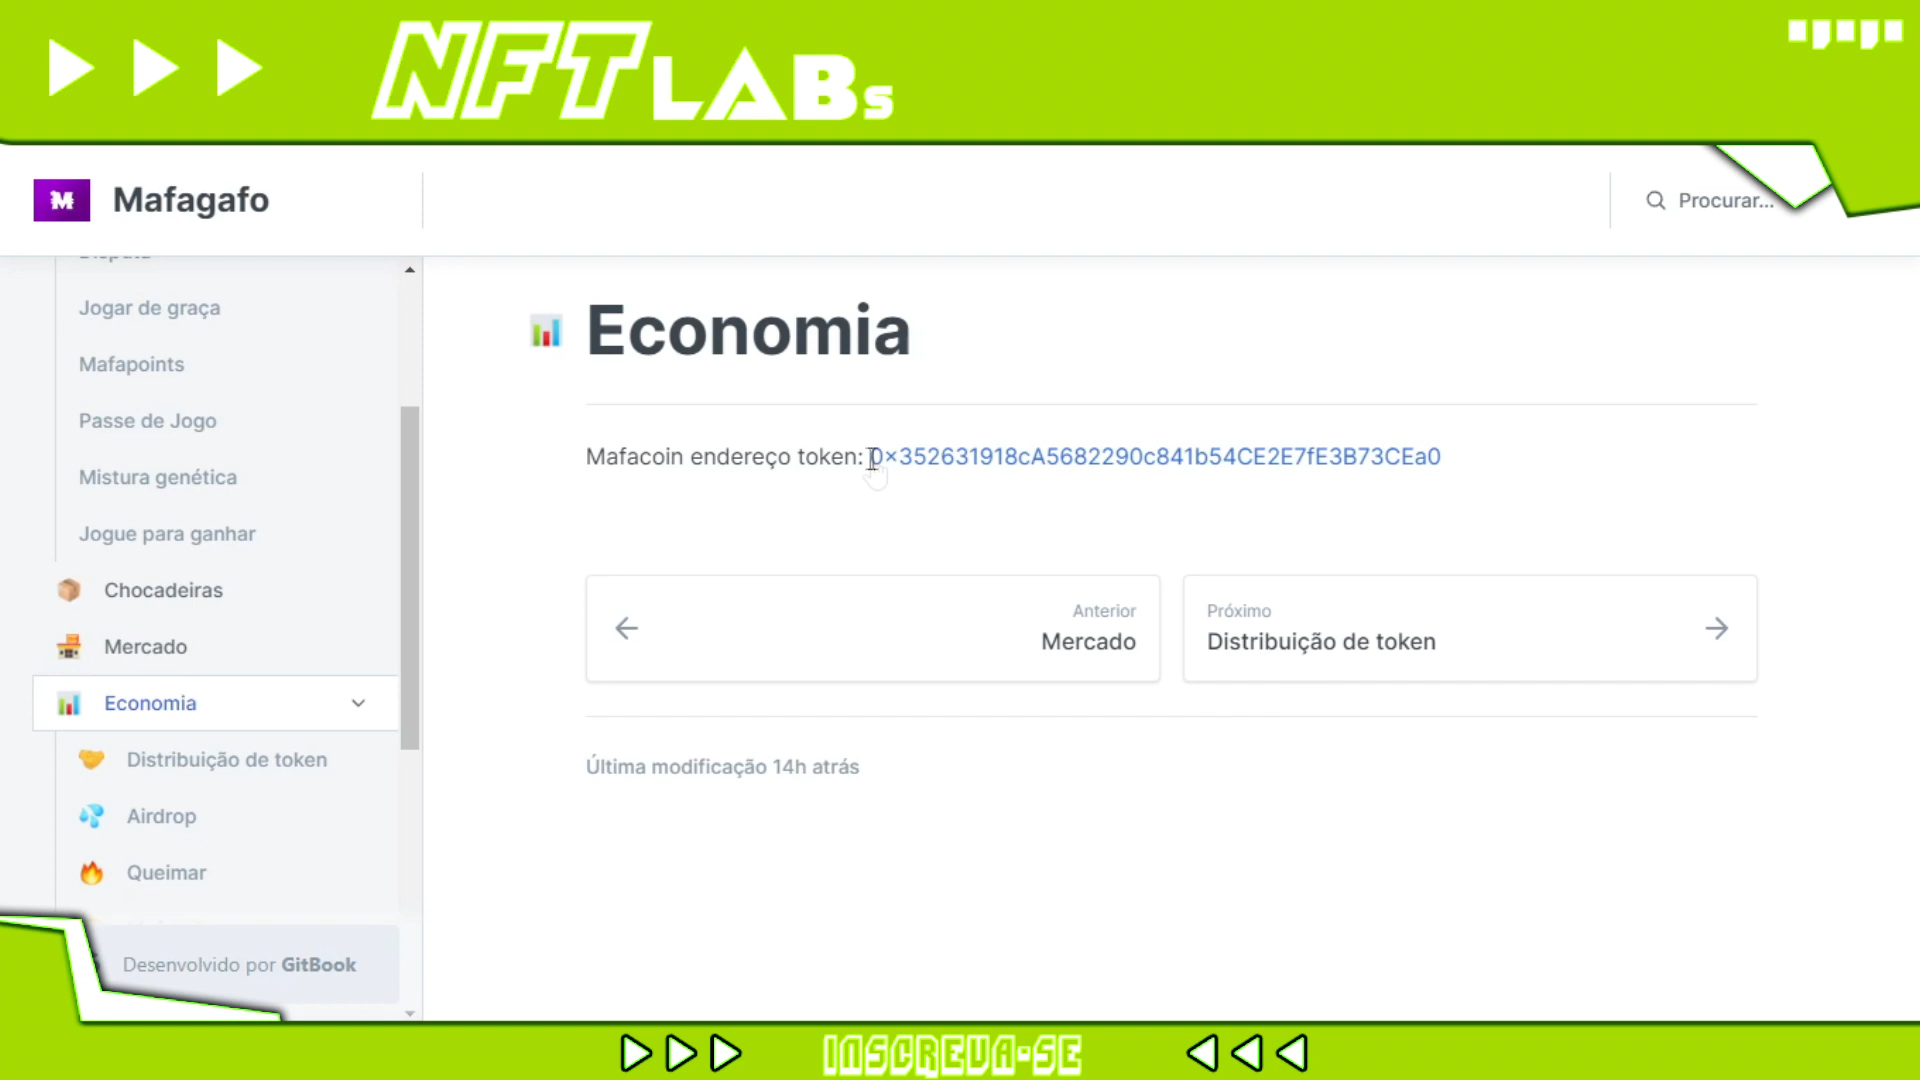 NFT LABs
Mafagafo
Procurar...
Jogar de graça
Mafapoints
Passe de Jogo
Mistura genética
Jogue para ganhar
Chocadeiras
Mercado
Economia
Distribuição de token
Airdrop
Queimar
Desenvolvido por GitBook
Economia
Mafacoin endereço token: 0x352631918cA5682290c841b54CE2E7fE3B73CEa0
Anterior
Mercado
Próximo
Distribuição de token
Última modificação 14h atrás
INSCREVA-SE